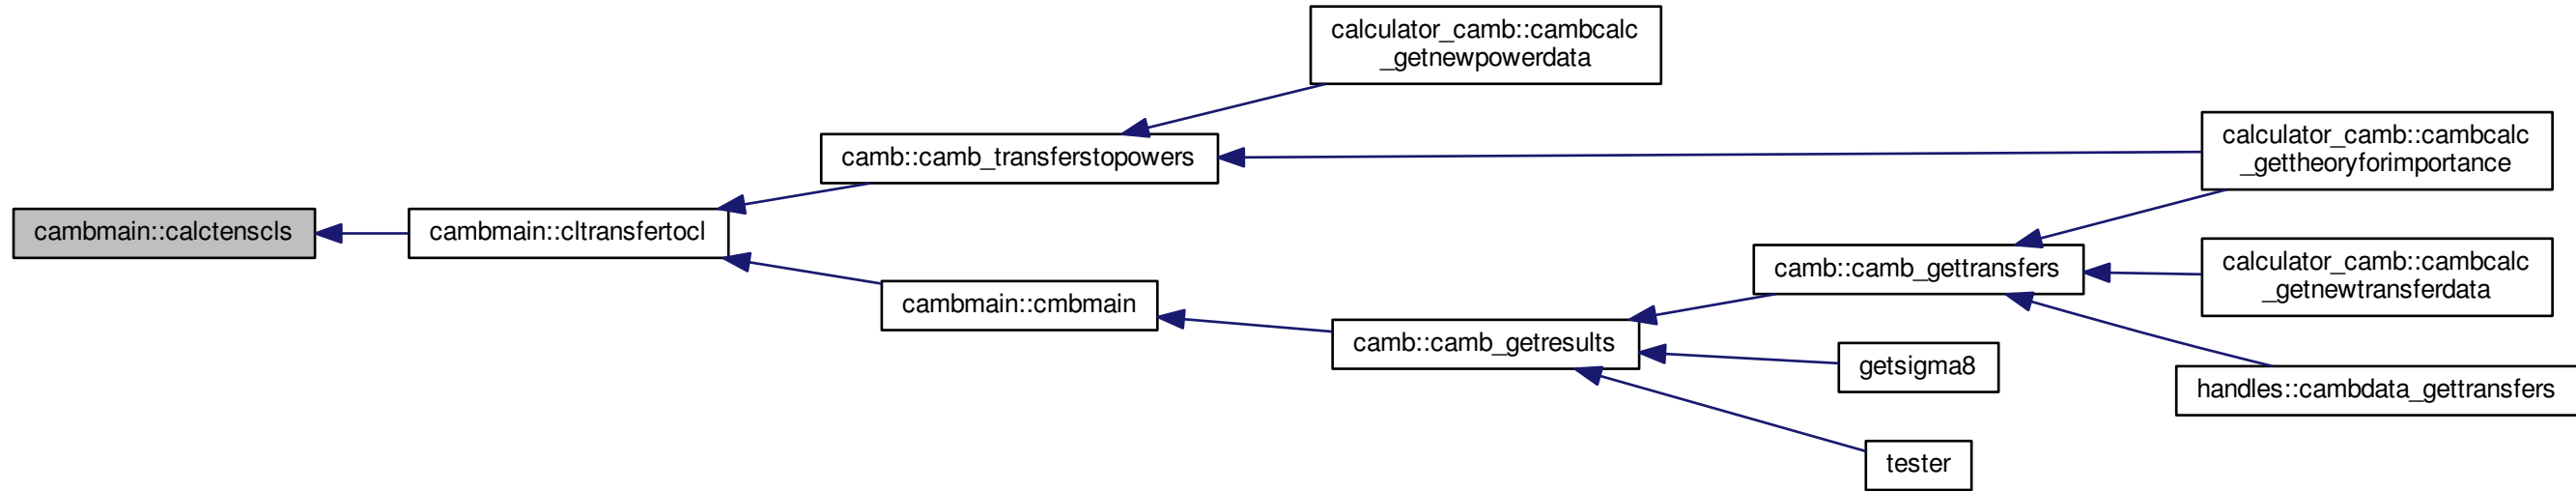 calculator_camb::cambcalc
_getnewpowerdata
calculator_camb::cambcalc
_gettheoryforimportance
camb::camb_transferstopowers
cambmain::calctenscls
cambmain::cltransfertocl
camb::camb_gettransfers
calculator_camb::cambcalc
_getnewtransferdata
cambmain::cmbmain
camb::camb_getresults
getsigma8
handles::cambdata_gettransfers
tester